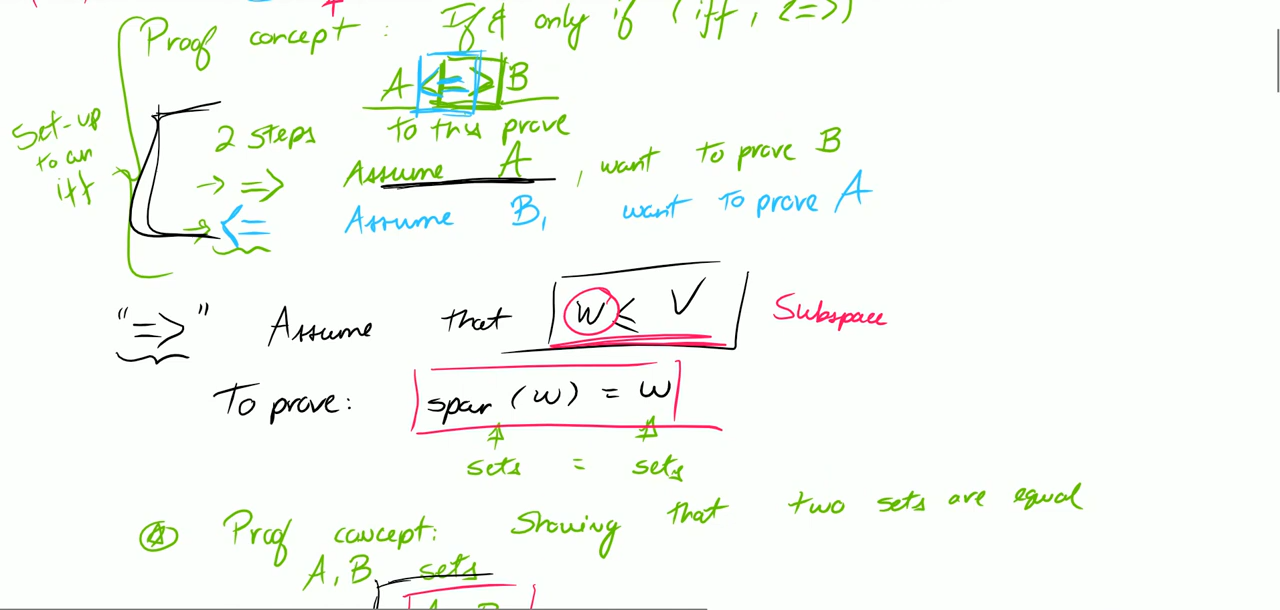 Proof concept: If & only if (iff, <=>)
A <=> B
Set-up to an iff
2 steps to this prove
-> => Assume A, want to prove B
-> <= Assume B, want to prove A
"=>" Assume that W ≤ V Subspace
To prove: span (W) = W
sets = sets
Proof concept: Showing that two sets are equal
A, B sets